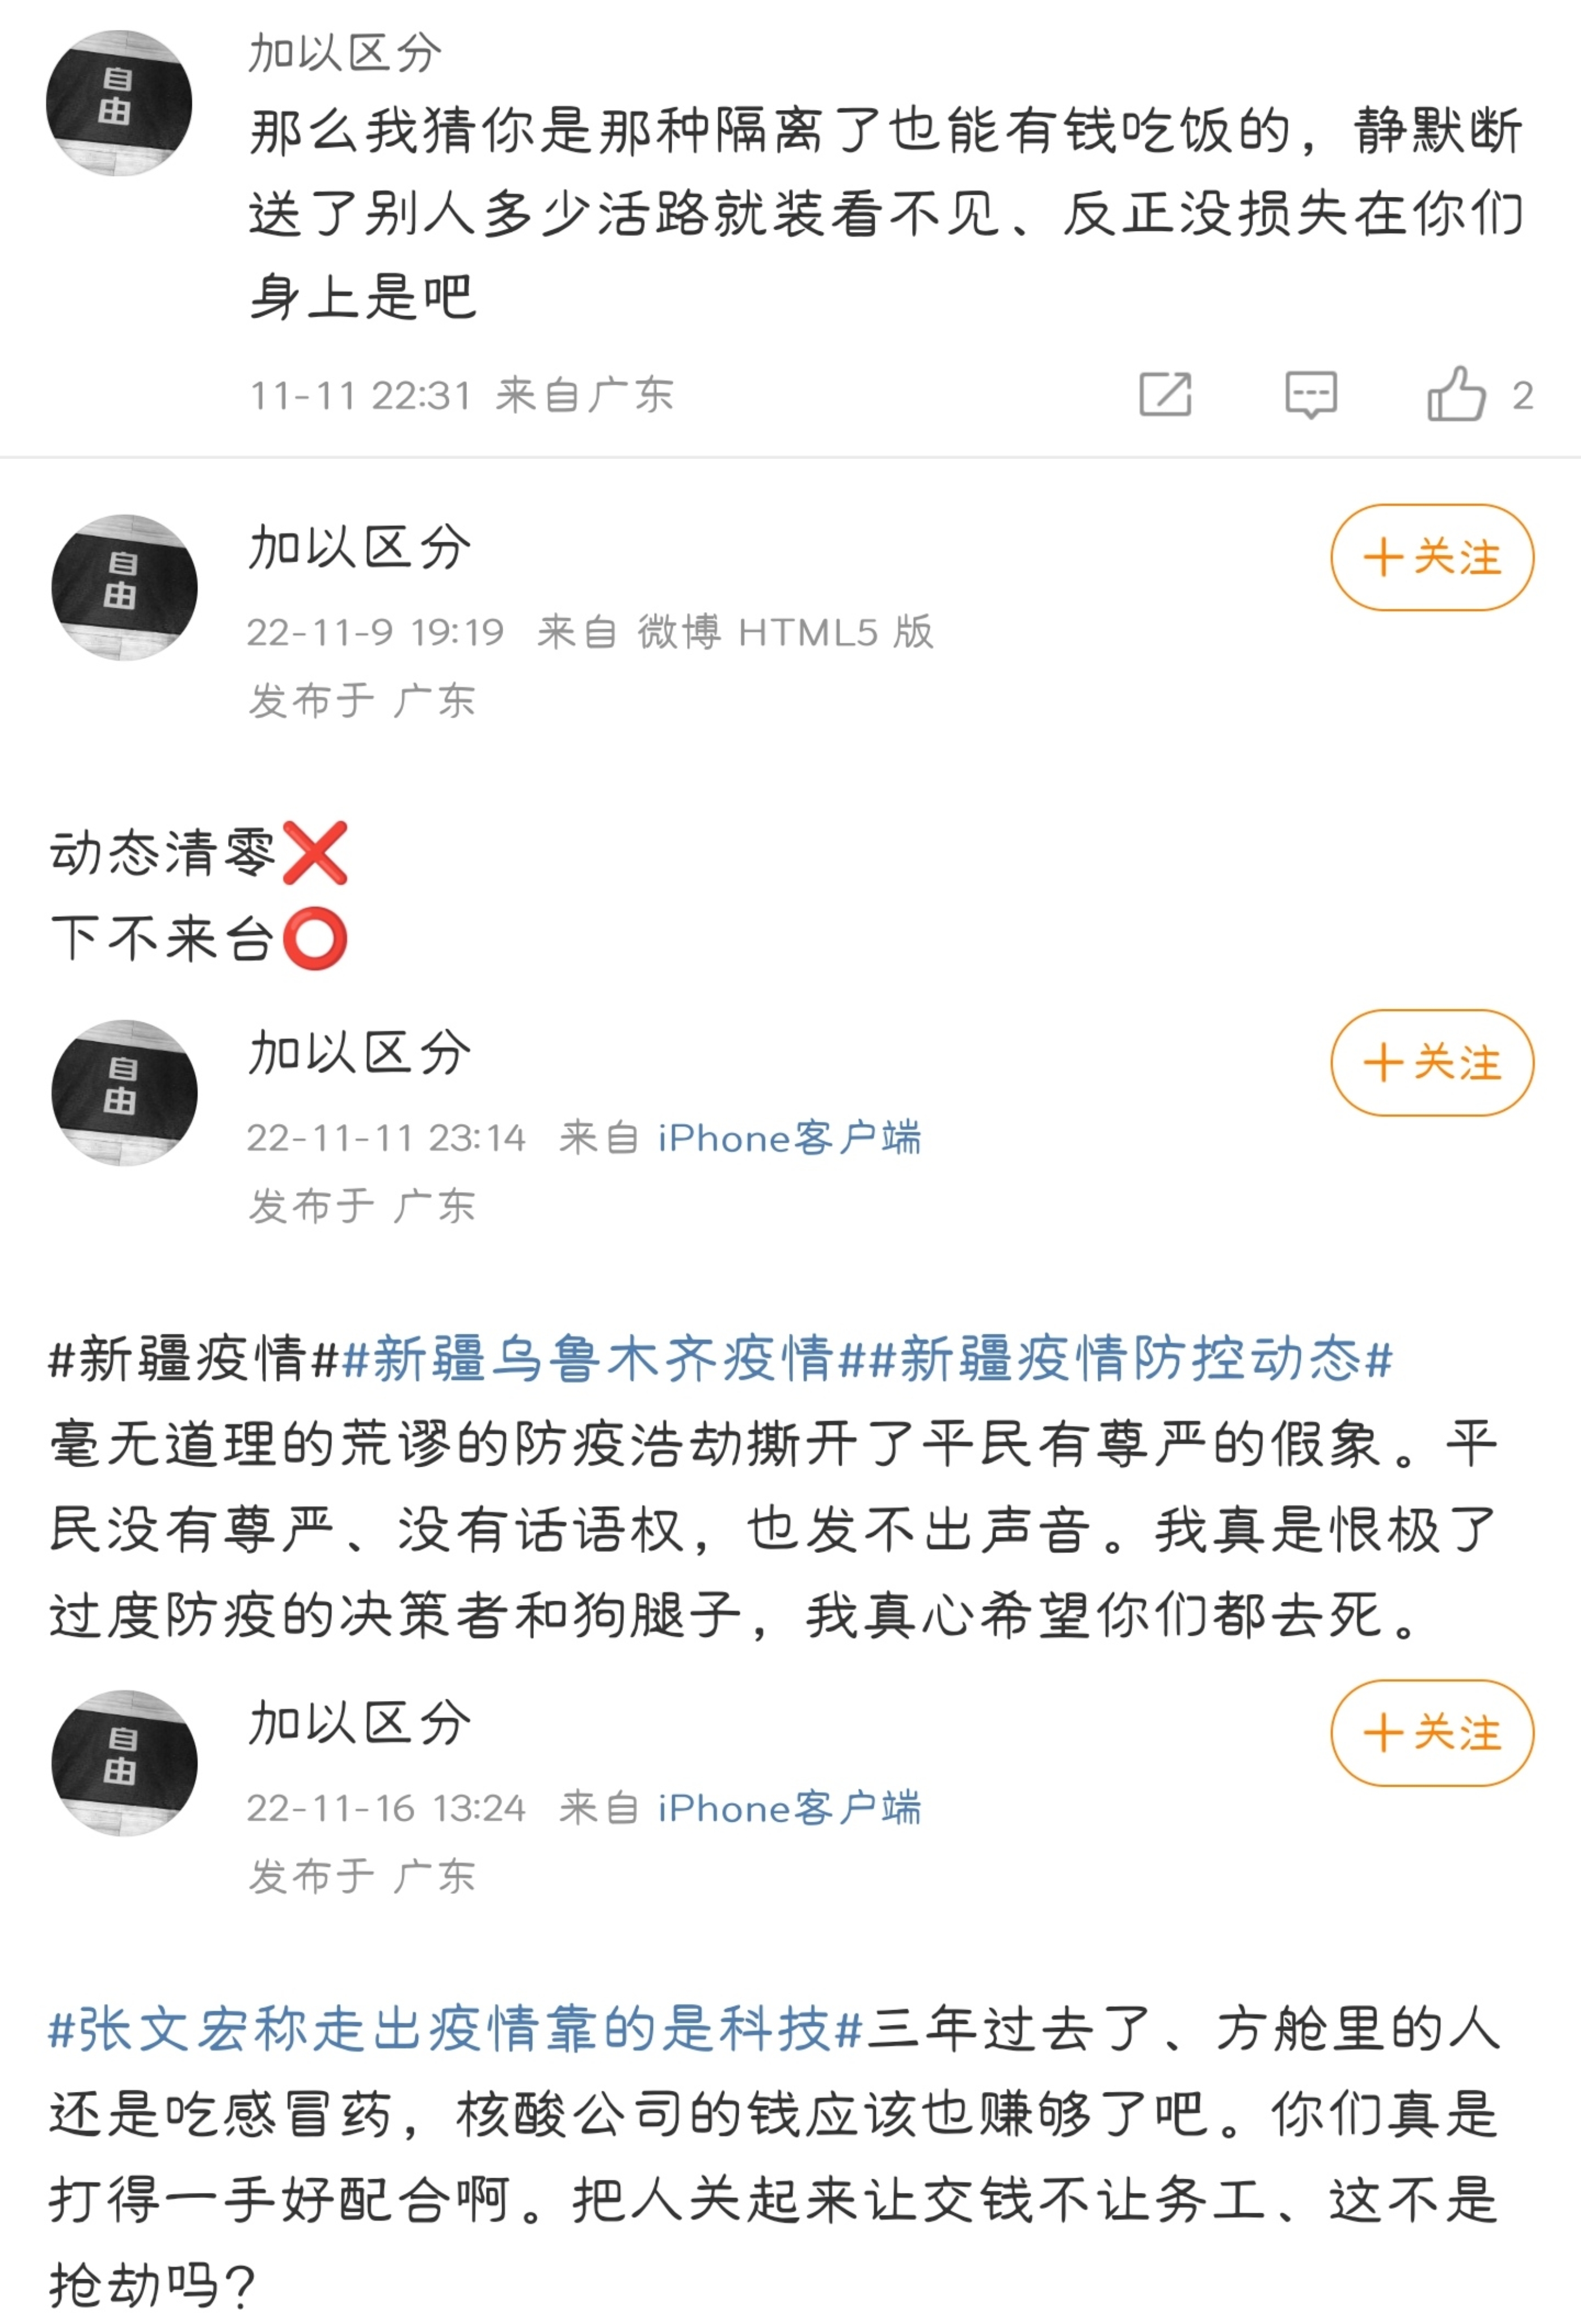 自由
加以区分
那么我猜你是那种隔离了也能有钱吃饭的，静默断
送了别人多少活路就装看不见、反正没损失在你们
身上是吧
11-11 22:31 来自广东
2
自由
加以区分
+关注
22-11-9 19:19 来自 微博 HTML5 版
发布于 广东
动态清零❌
下不来台⭕
自由
加以区分
+关注
22-11-11 23:14 来自 iPhone客户端
发布于 广东
#新疆疫情##新疆乌鲁木齐疫情##新疆疫情防控动态#
毫无道理的荒谬的防疫浩劫撕开了平民有尊严的假象。平
民没有尊严、没有话语权，也发不出声音。我真是恨极了
过度防疫的决策者和狗腿子，我真心希望你们都去死。
自由
加以区分
+关注
22-11-16 13:24 来自 iPhone客户端
发布于 广东
#张文宏称走出疫情靠的是科技#三年过去了、方舱里的人
还是吃感冒药，核酸公司的钱应该也赚够了吧。你们真是
打得一手好配合啊。把人关起来让交钱不让务工、这不是
抢劫吗？